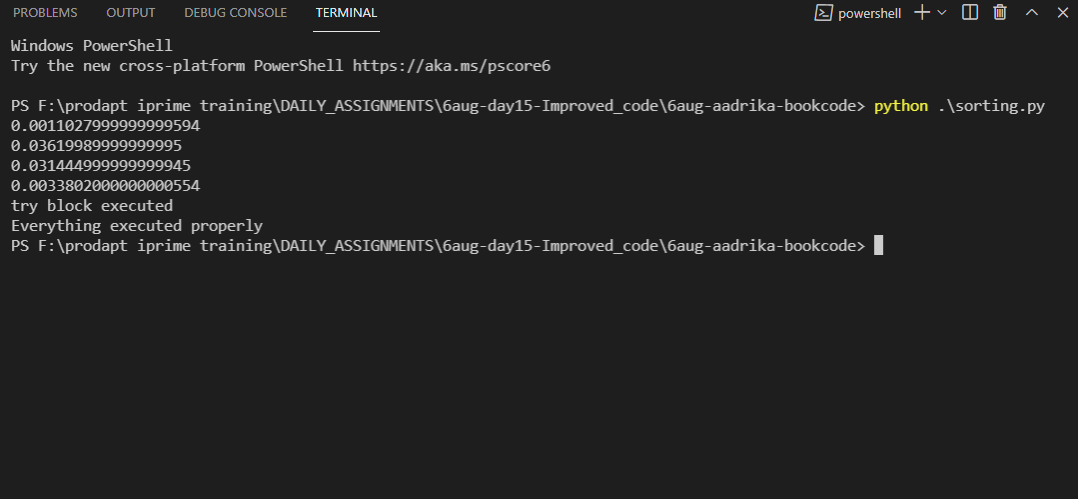 PROBLEMS OUTPUT DEBUG CONSOLE TERMINAL powershell
Windows PowerShell
Try the new cross-platform PowerShell https://aka.ms/pscore6
PS F:\prodapt iprime training\DAILY_ASSIGNMENTS\6aug-day15-Improved_code\6aug-aadrika-bookcode> python .\sorting.py
0.0011027999999999594
0.03619989999999995
0.031444999999999945
0.0033802000000000554
try block executed
Everything executed properly
PS F:\prodapt iprime training\DAILY_ASSIGNMENTS\6aug-day15-Improved_code\6aug-aadrika-bookcode>